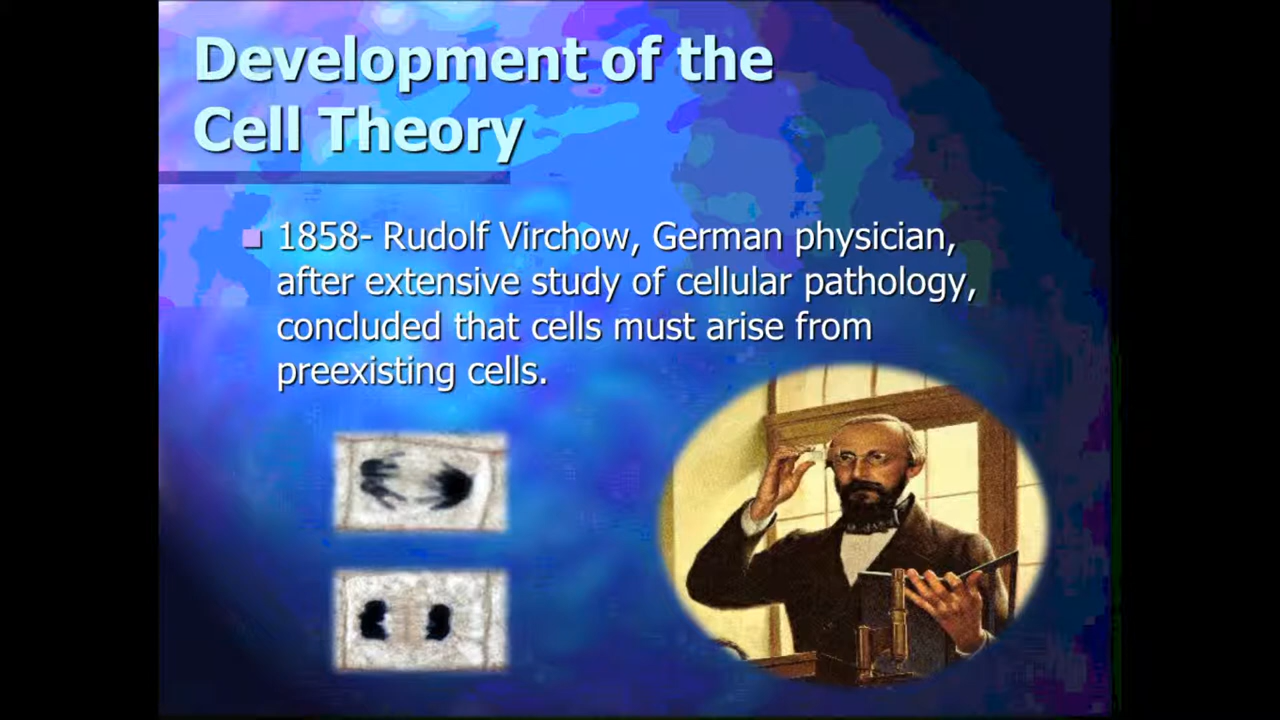 Development of the
Cell Theory
1858- Rudolf Virchow, German physician,
after extensive study of cellular pathology,
concluded that cells must arise from
preexisting cells.